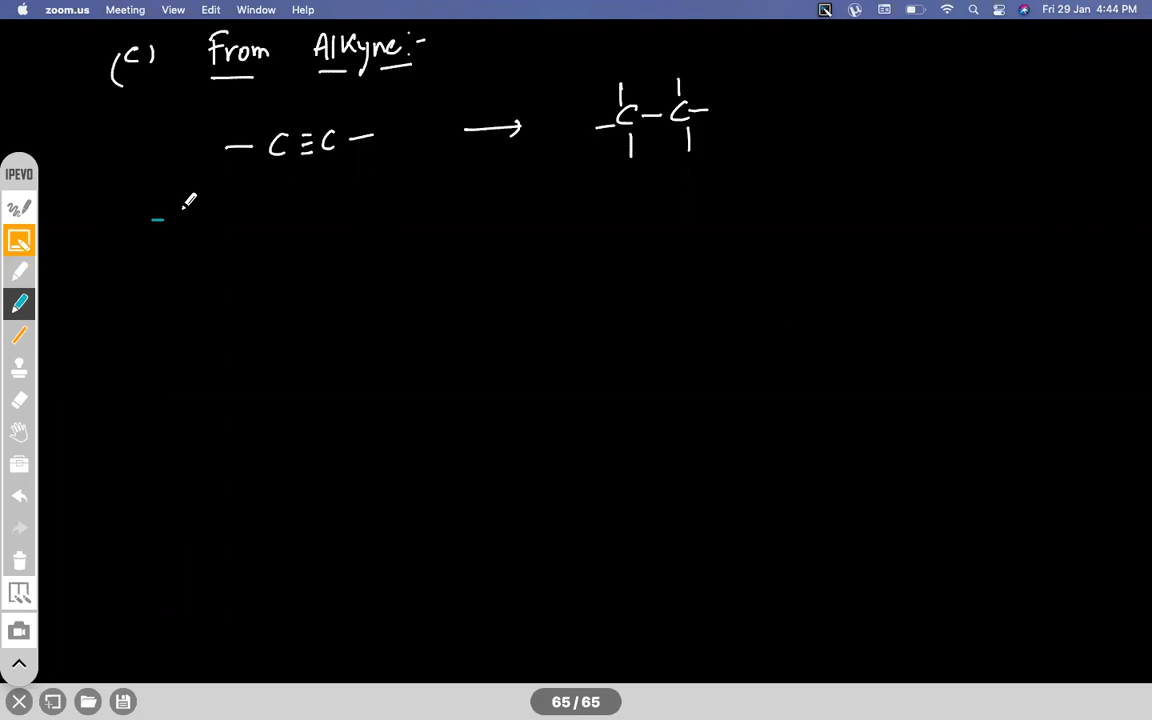 zoom.us Meeting View Edit Window Help Fri 29 Jan 4:44 PM
(C) From Alkyne:-
— C≡C — ⟶ — C — C —
IPEVO
65/65